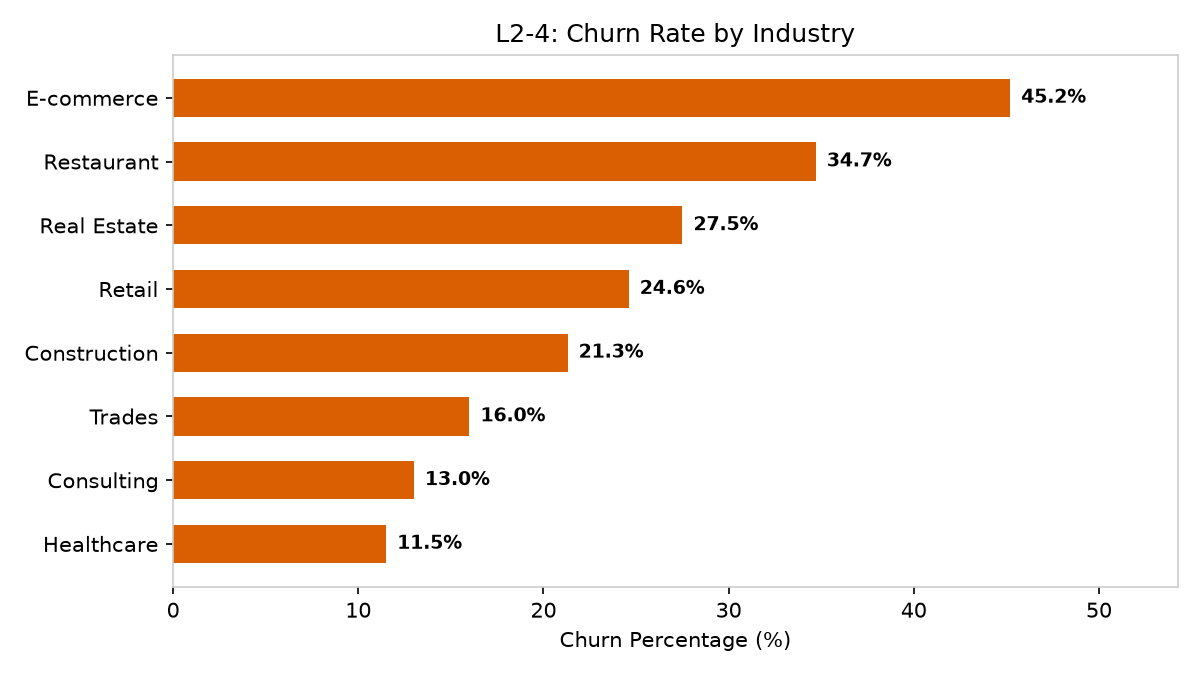 L2-4: Churn Rate by Industry
E-commerce 45.2%
Restaurant 34.7%
Real Estate 27.5%
Retail 24.6%
Construction 21.3%
Trades 16.0%
Consulting 13.0%
Healthcare 11.5%
0 10 20 30 40 50
Churn Percentage (%)